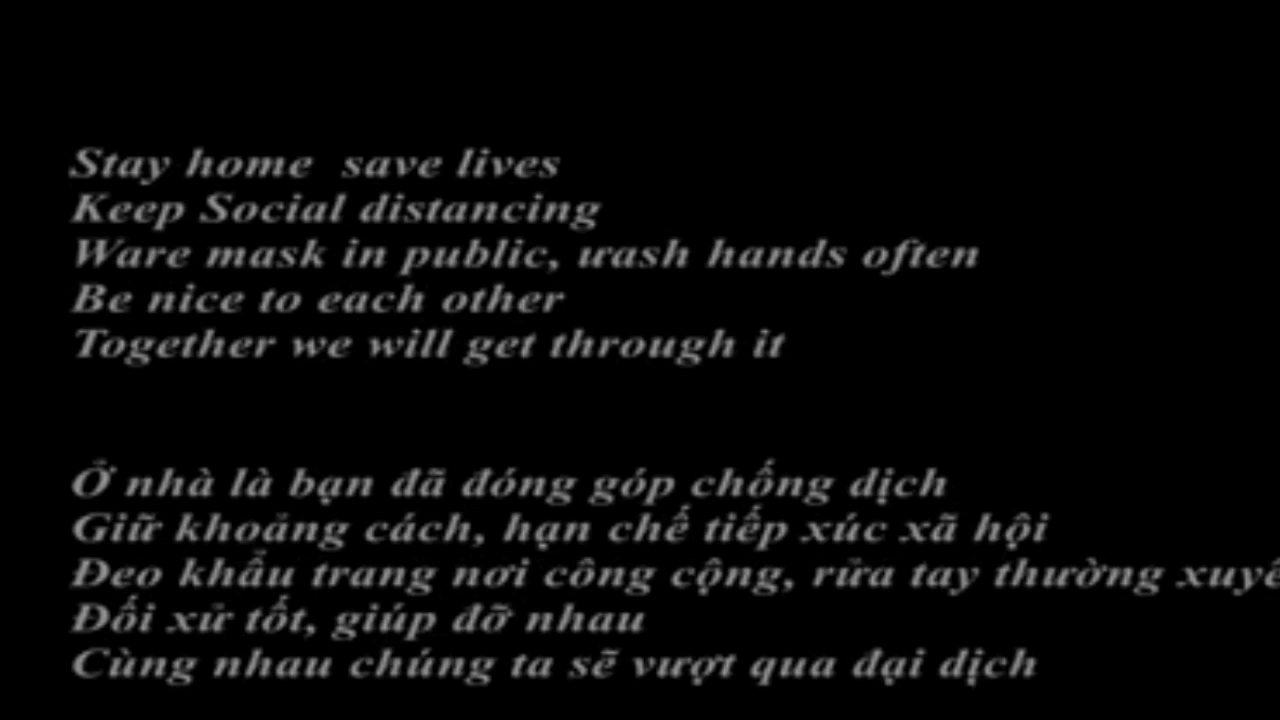 Stay home save lives
Keep Social distancing
Ware mask in public, wash hands often
Be nice to each other
Together we will get through it
Ở nhà là bạn đã đóng góp chống dịch
Giữ khoảng cách, hạn chế tiếp xúc xã hội
Đeo khẩu trang nơi công cộng, rửa tay thường
Đối xử tốt, giúp đỡ nhau
Cùng nhau chúng ta sẽ vượt qua đại dịch